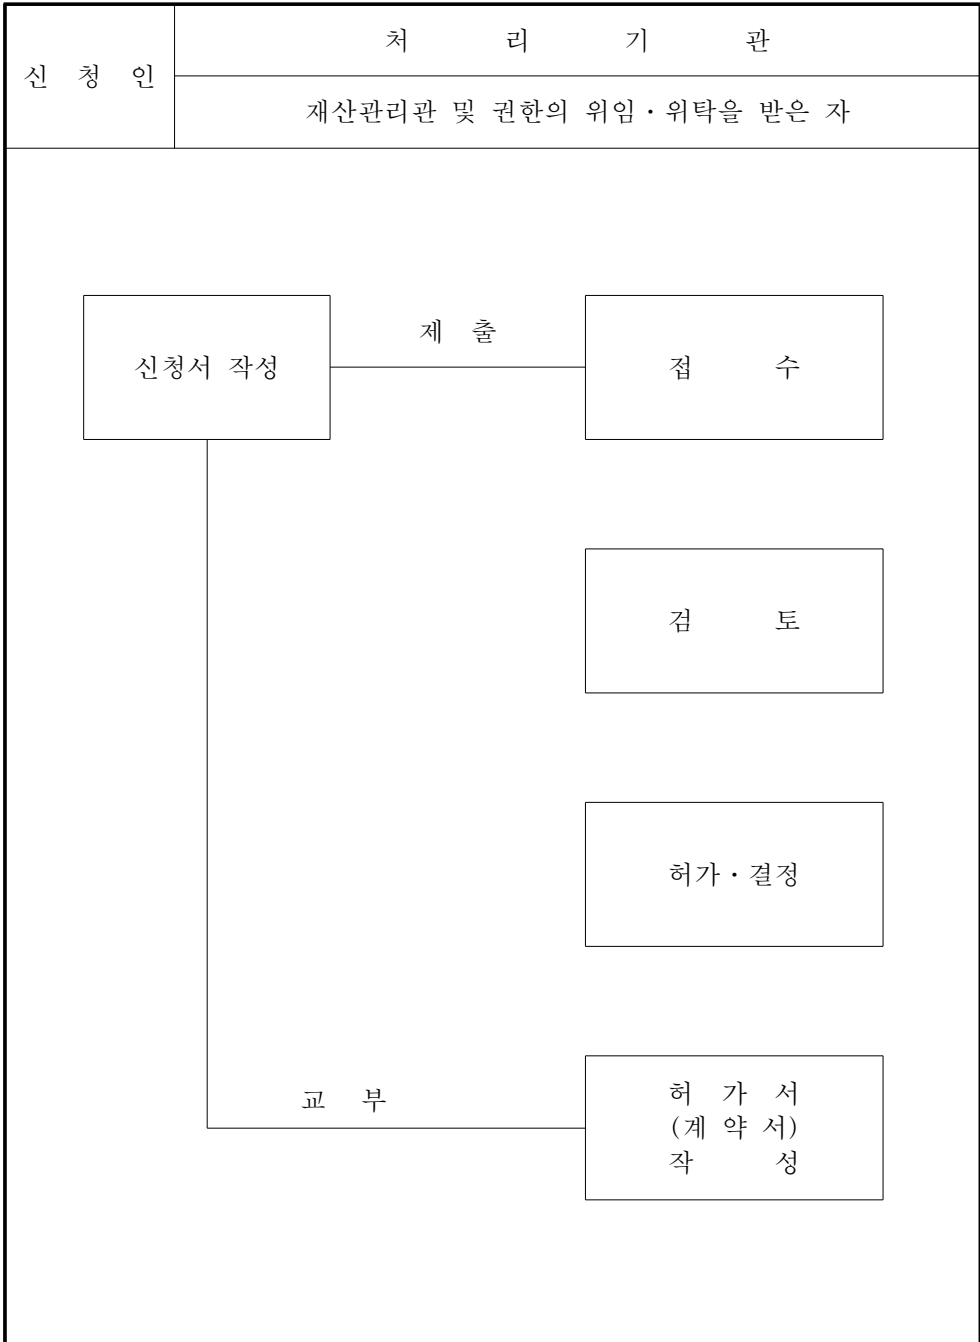 신 청 인
처 리 기 관
재산관리관 및 권한의 위임·위탁을 받은 자
제 출
신청서 작성
접 수
검 토
허가·결정
교 부
허 가 서
(계 약 서)
작 성